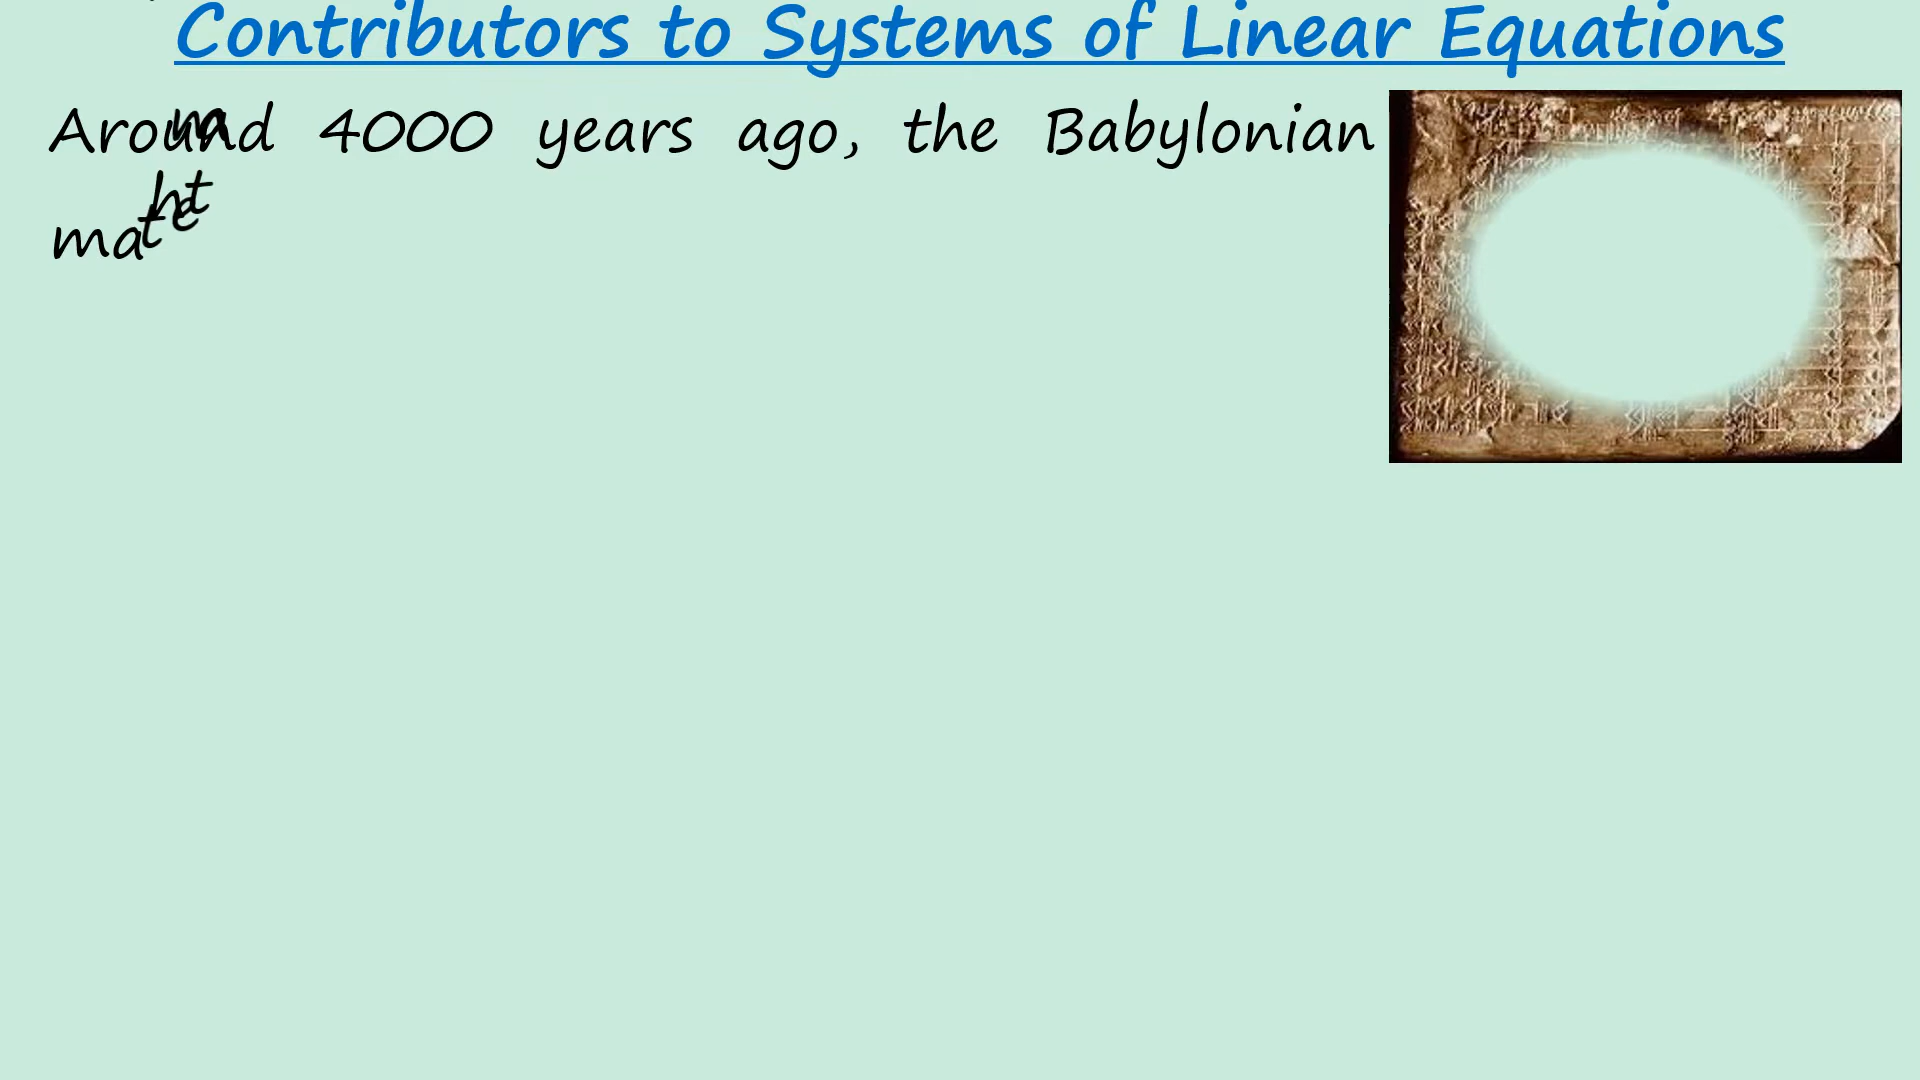 Contributors to Systems of Linear Equations
Around 4000 years ago, the Babylonian